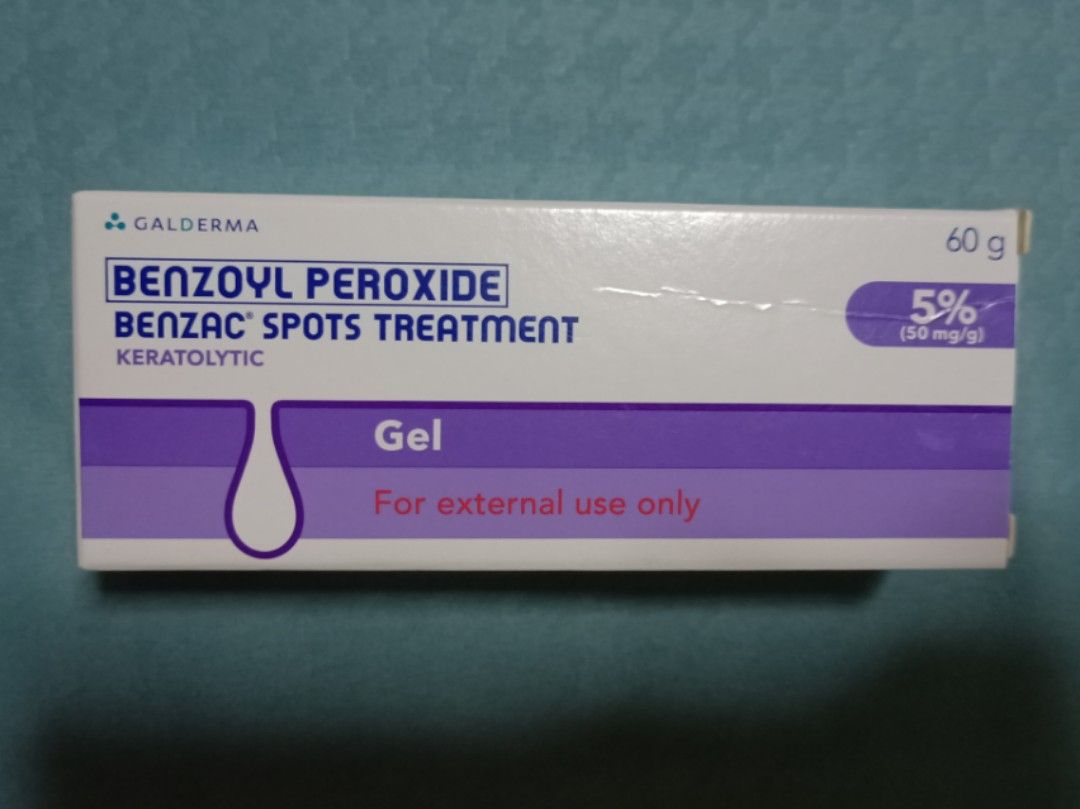 GALDERMA
60 g
BENZOYL PEROXIDE
BENZAC® SPOTS TREATMENT
KERATOLYTIC
5%
(50 mg/g)
Gel
For external use only